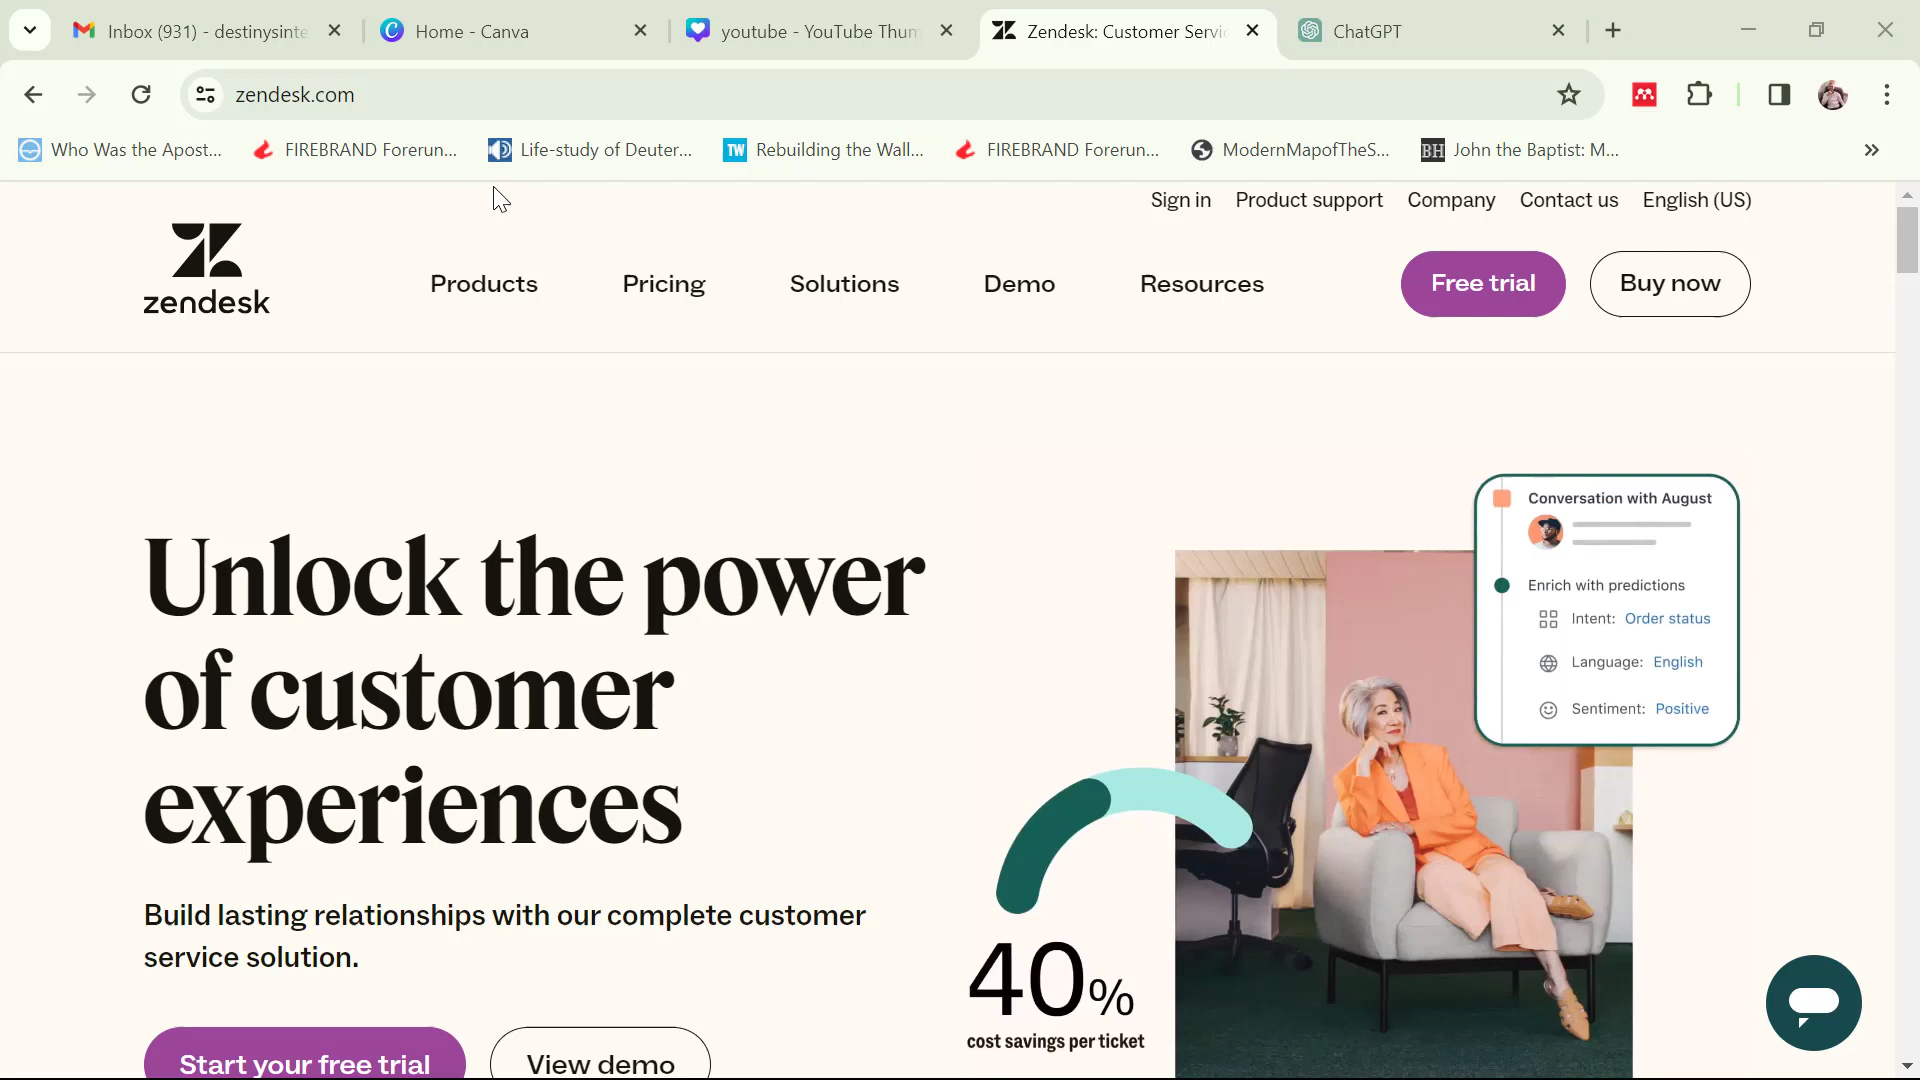 Inbox (931) - destinysinte
Home - Canva
youtube - YouTube Thum
Zendesk: Customer Servi
ChatGPT
zendesk.com
Who Was the Apost...
FIREBRAND Forerun...
Life-study of Deuter...
TW
Rebuilding the Wall...
FIREBRAND Forerun...
ModernMapofTheS...
BH
John the Baptist: M...
Sign in
Product support
Company
Contact us
English (US)
zendesk
Products
Pricing
Solutions
Demo
Resources
Free trial
Buy now
Unlock the power
of customer
experiences
Build lasting relationships with our complete customer
service solution.
Start your free trial
View demo
Conversation with August
Enrich with predictions
Intent: Order status
Language: English
Sentiment: Positive
40%
cost savings per ticket